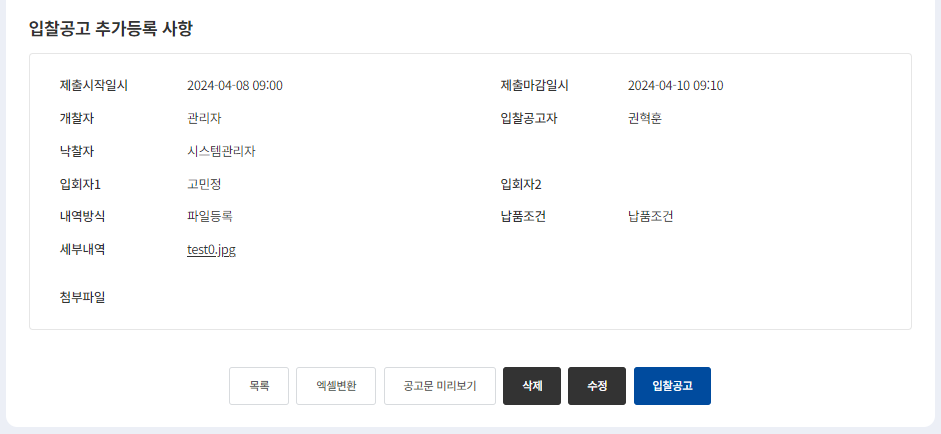 입찰공고 추가등록 사항
제출시작일시 2024-04-08 09:00 제출마감일시 2024-04-10 09:10
개찰자 관리자 입찰공고자 권혁훈
낙찰자 시스템관리자
입회자1 고민정 입회자2
내역방식 파일등록 납품조건 납품조건
세부내역 test0.jpg
첨부파일
목록 엑셀변환 공고문 미리보기 삭제 수정 입찰공고